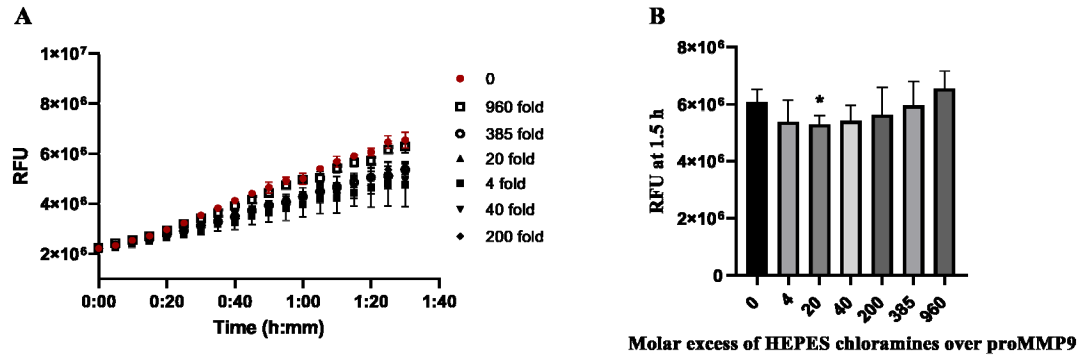 A
1×10⁷
8×10⁶
6×10⁶
4×10⁶
2×10⁶
RFU
0:00 0:20 0:40 1:00 1:20 1:40
Time (h:mm)
0
960 fold
385 fold
20 fold
4 fold
40 fold
200 fold
B
8×10⁶
6×10⁶
4×10⁶
2×10⁶
0
RFU at 1.5 h
*
0 4 20 40 200 385 960
Molar excess of HEPES chloramines over proMMP9